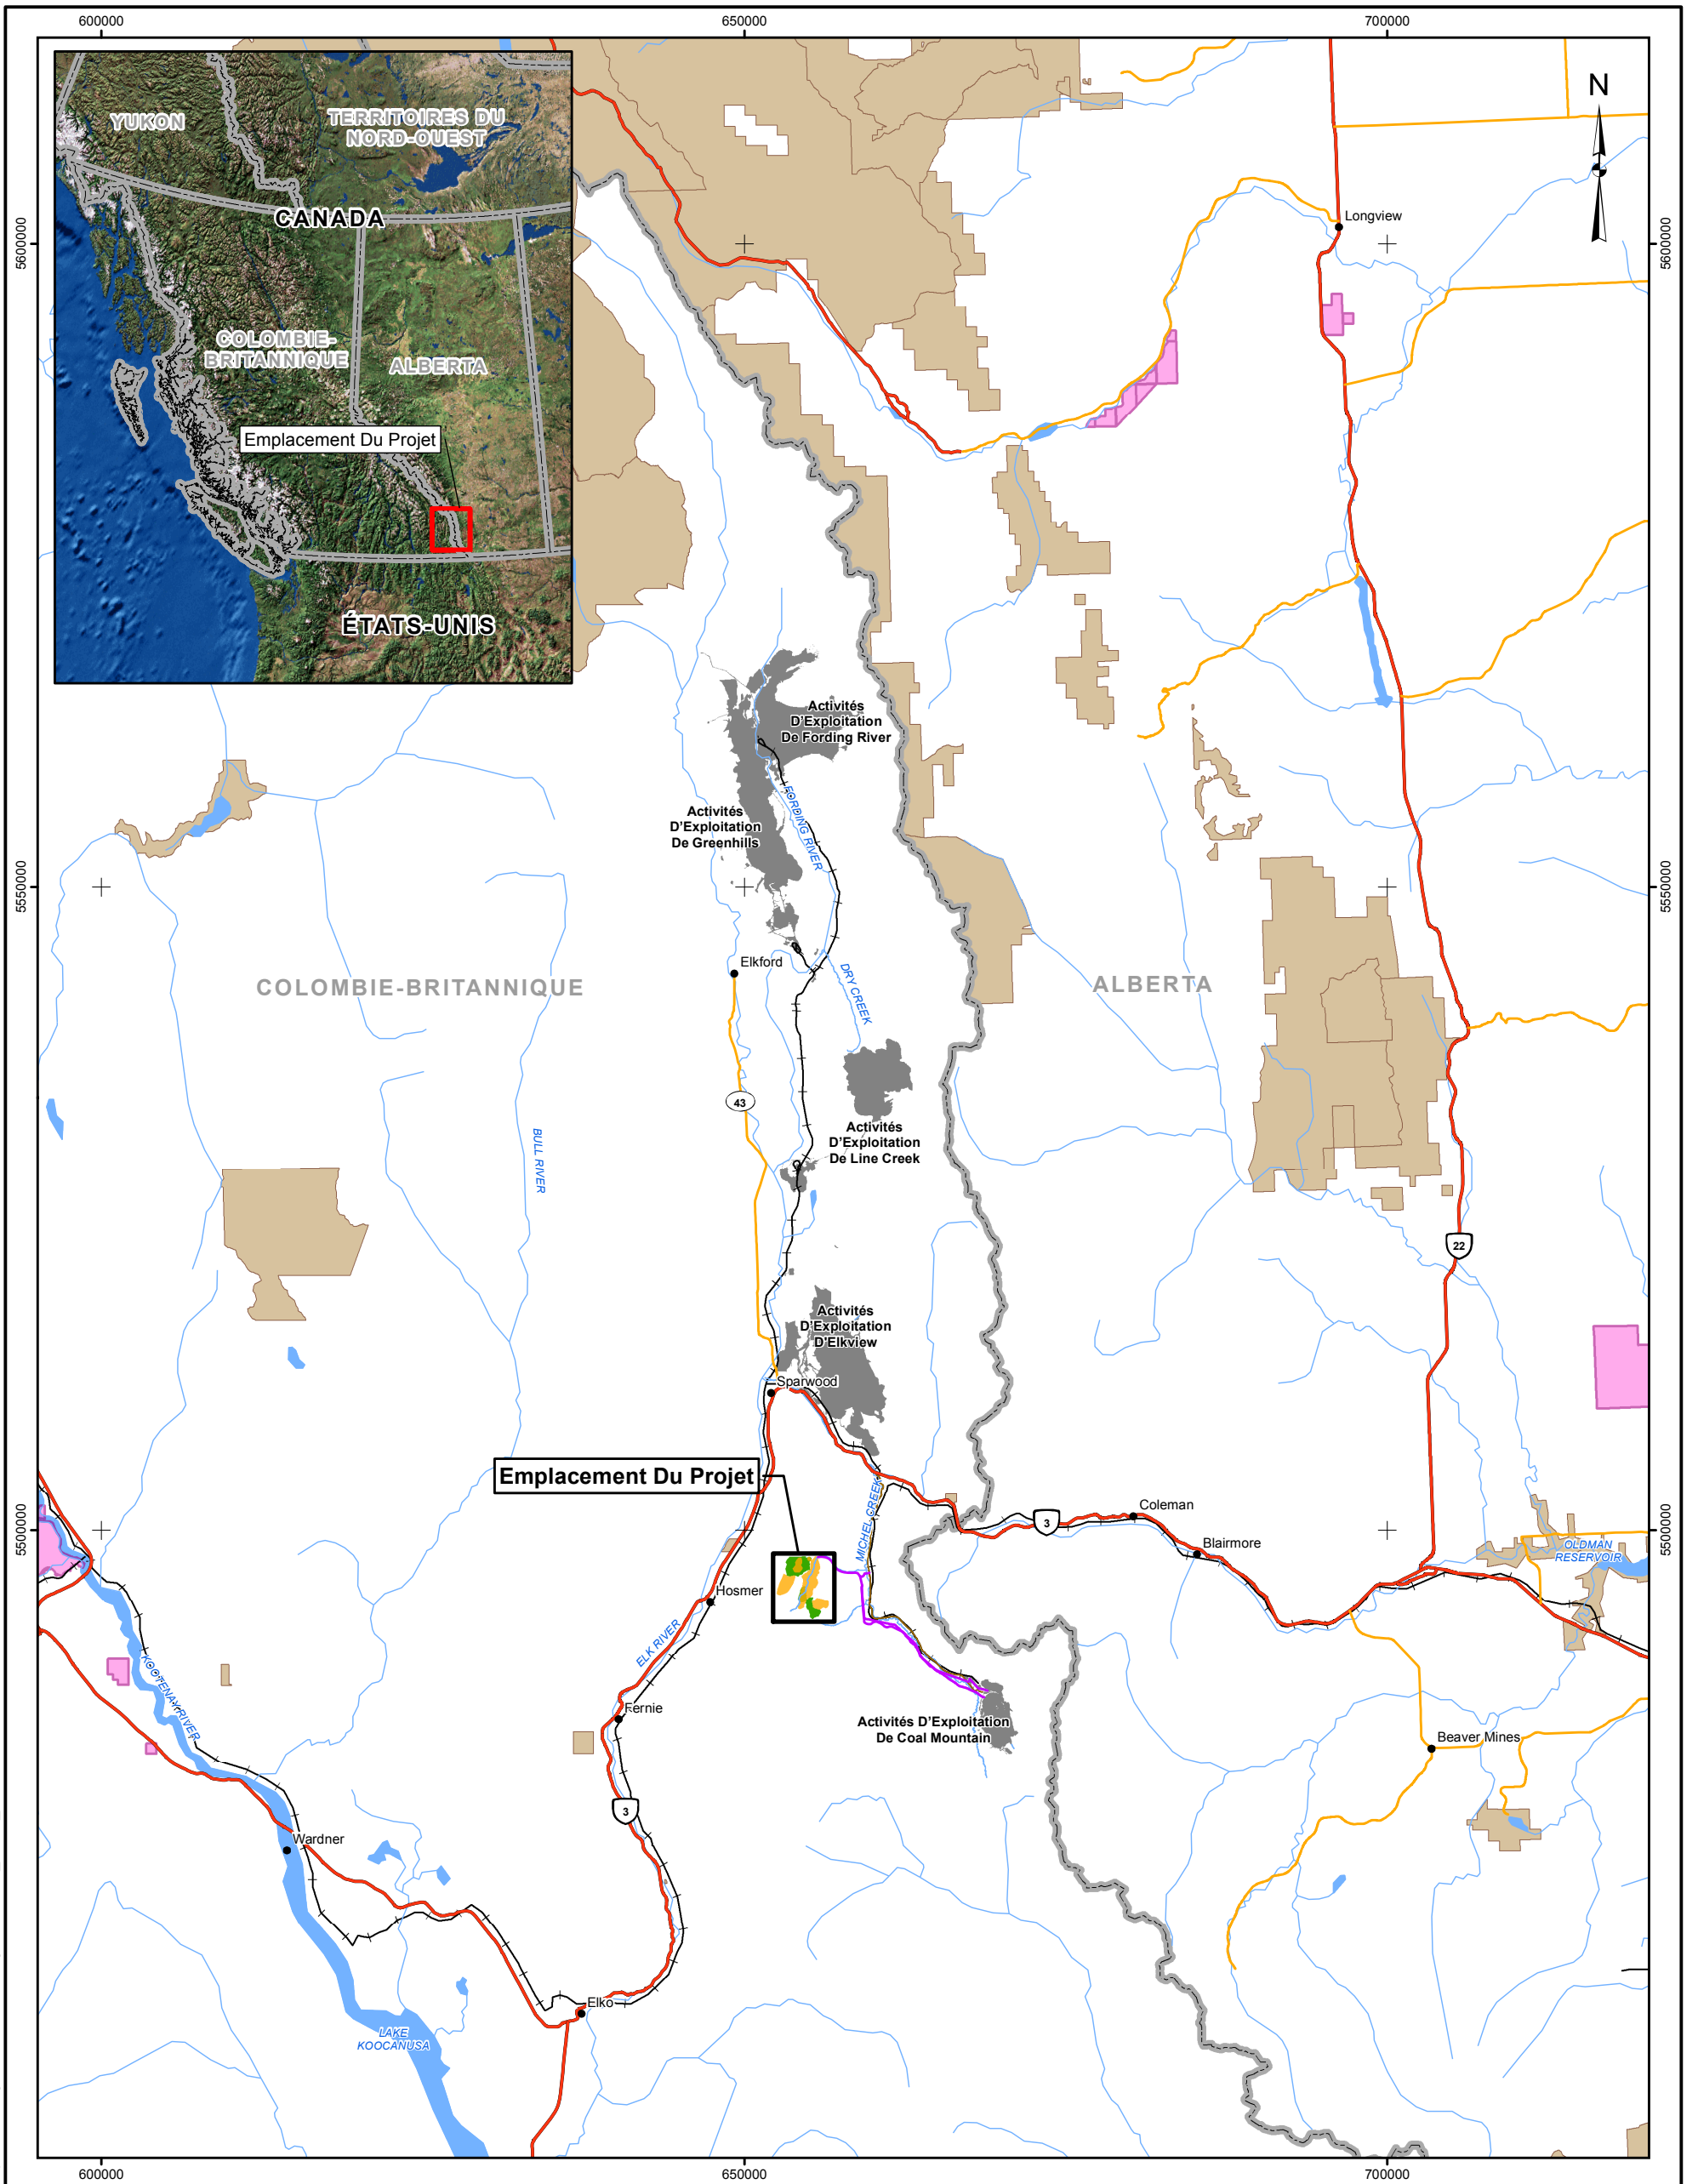 600000
650000
700000
N
YUKON
TERRITOIRES DU
NORD-OUEST
CANADA
COLOMBIE-
BRITANNIQUE
ALBERTA
Emplacement Du Projet
ÉTATS-UNIS
5600000
5600000
Longview
Activités
D'Exploitation
De Fording River
Activités
D'Exploitation
De Greenhills
FORDING RIVER
5550000
5550000
Elkford
DRY CREEK
COLOMBIE-BRITANNIQUE
ALBERTA
43
Activités
D'Exploitation
De Line Creek
BULL RIVER
22
Activités
D'Exploitation
D'Elkview
Sparwood
Emplacement Du Projet
MICHEL CREEK
5500000
5500000
3
Coleman
Blairmore
OLDMAN
RESERVOIR
Hosmer
ELK RIVER
KOOTENAY RIVER
Fernie
Activités D'Exploitation
De Coal Mountain
Beaver Mines
3
Wardner
Elko
LAKE
KOOCANUSA
600000
650000
700000